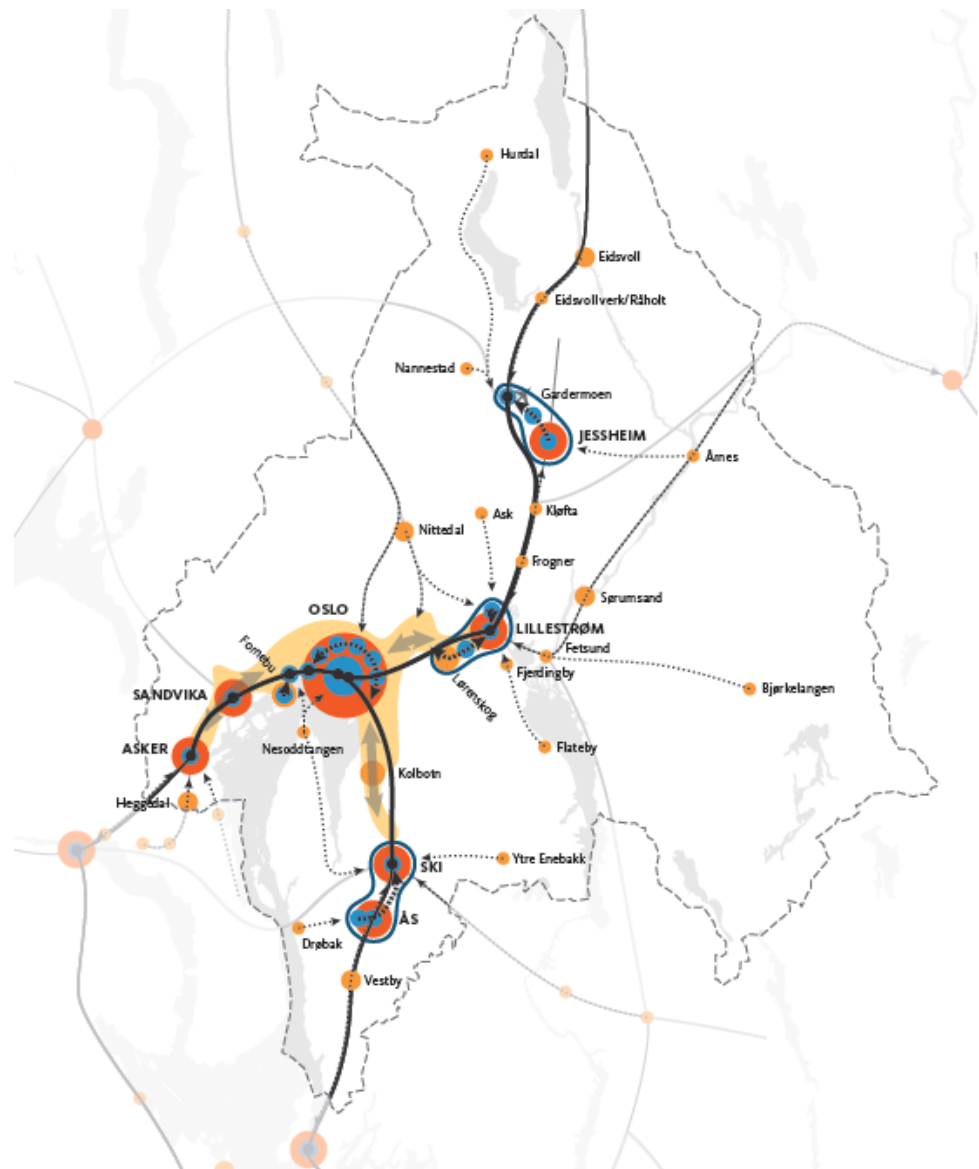 Hurdal
Eidsvoll
Eidsvollverk/Råholt
Nannestad
Gardermoen
JESSHEIM
Årnes
Ask
Kløfta
Nittedal
Frogner
Sørumsand
OSLO
LILLESTRØM
Fornebu
Fetsund
Fjerdingby
Lørenskog
SANDVIKA
Bjørkelangen
ASKER
Nesoddtangen
Flateby
Kolbotn
Heggedal
Ytre Enebakk
SKI
ÅS
Drøbak
Vestby